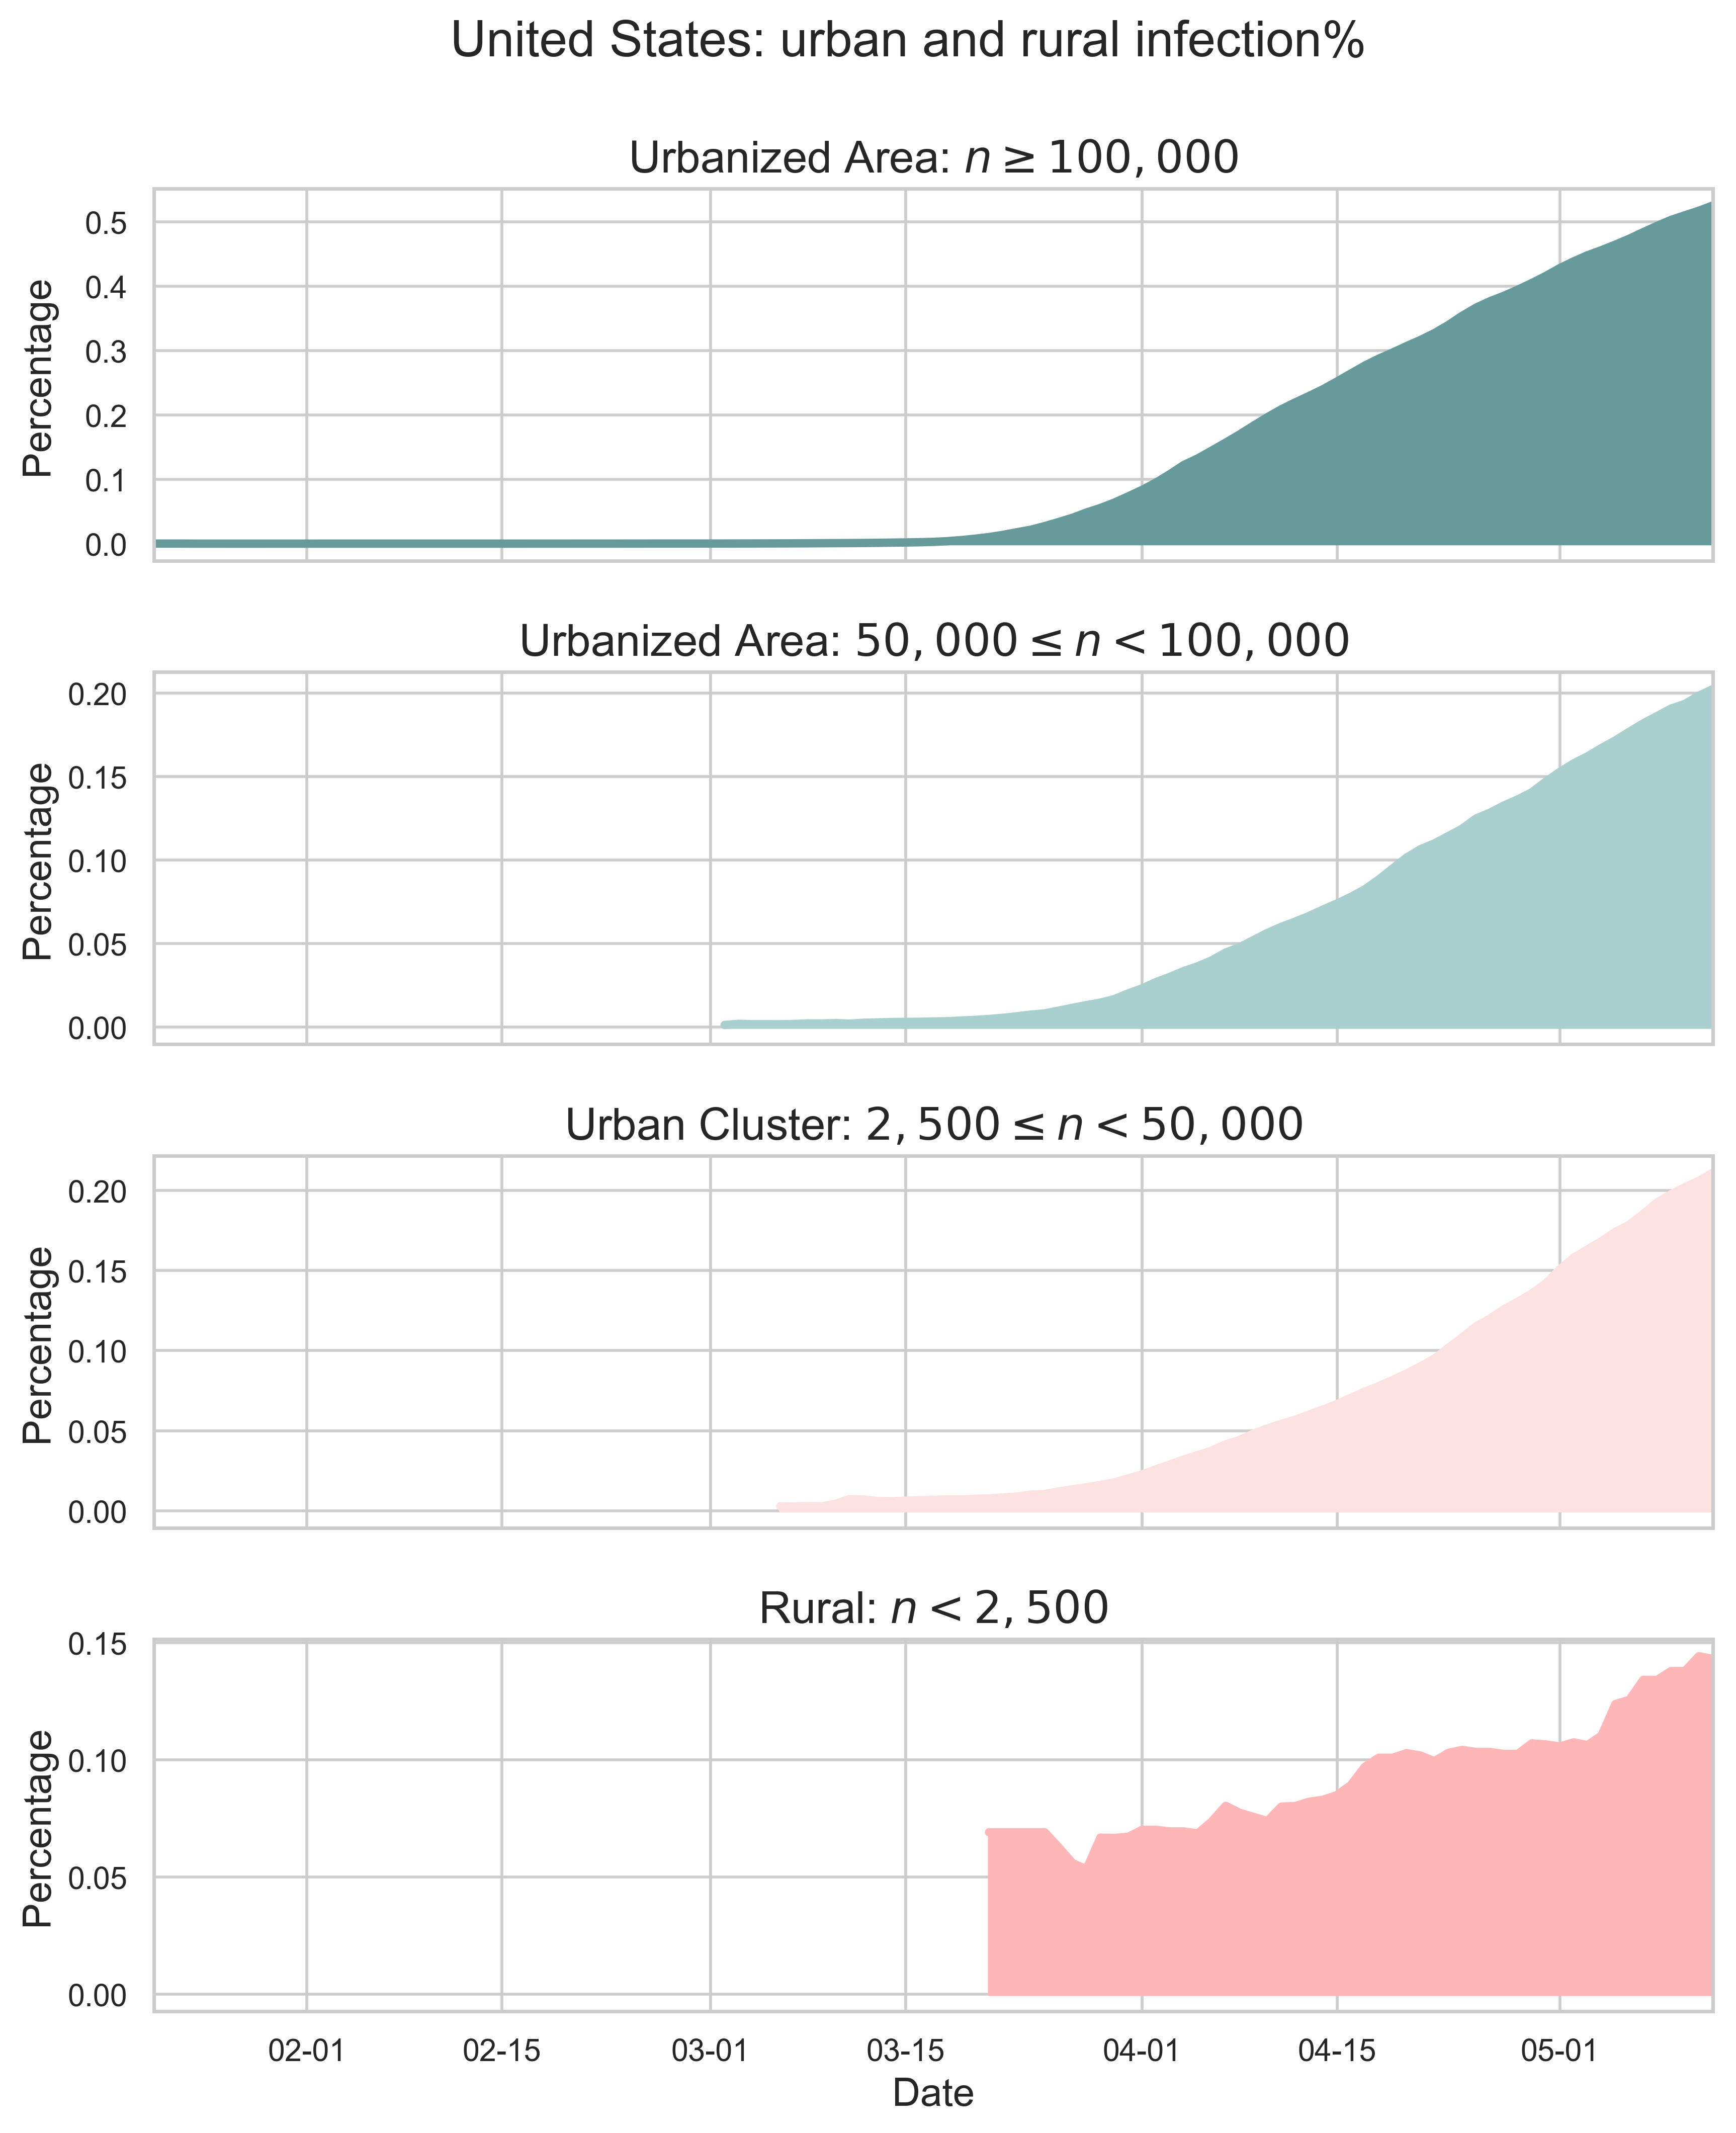 United States: urban and rural infection%
Urbanized Area: n ≥ 100,000
Percentage
0.5
0.4
0.3
0.2
0.1
0.0
Urbanized Area: 50,000 ≤ n < 100,000
Percentage
0.20
0.15
0.10
0.05
0.00
Urban Cluster: 2,500 ≤ n < 50,000
Percentage
0.20
0.15
0.10
0.05
0.00
Rural: n < 2,500
Percentage
0.15
0.10
0.05
0.00
02-01 02-15 03-01 03-15 04-01 04-15 05-01
Date